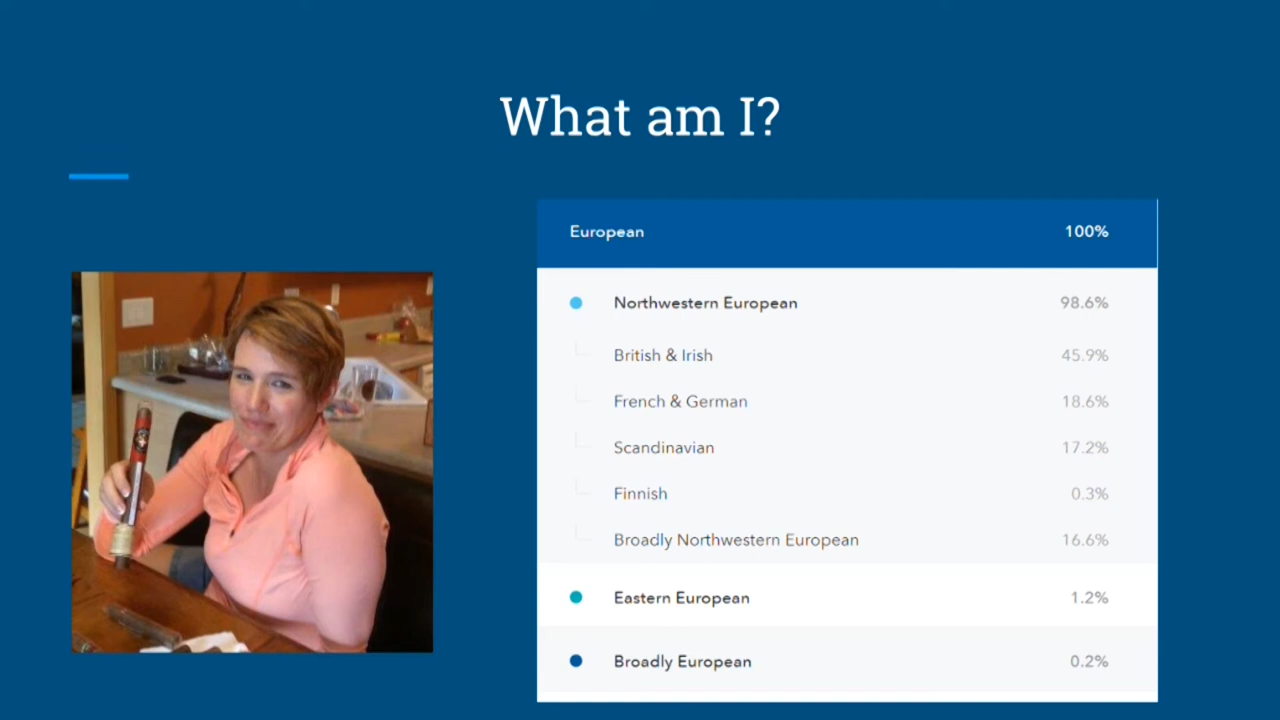 What am I?
European 100%
Northwestern European 98.6%
British & Irish 45.9%
French & German 18.6%
Scandinavian 17.2%
Finnish 0.3%
Broadly Northwestern European 16.6%
Eastern European 1.2%
Broadly European 0.2%